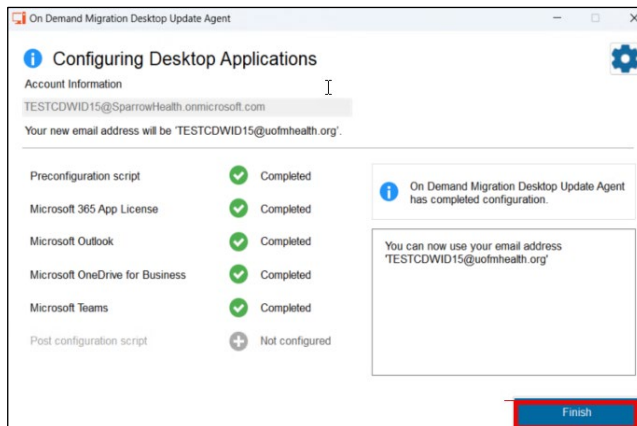 On Demand Migration Desktop Update Agent
Configuring Desktop Applications
Account Information
TESTCDWID15@SparrowHealth.onmicrosoft.com
Your new email address will be 'TESTCDWID15@uofmhealth.org'.
Preconfiguration script Completed
Microsoft 365 App License Completed
Microsoft Outlook Completed
Microsoft OneDrive for Business Completed
Microsoft Teams Completed
Post configuration script Not configured
On Demand Migration Desktop Update Agent
has completed configuration.
You can now use your email address
'TESTCDWID15@uofmhealth.org'
Finish